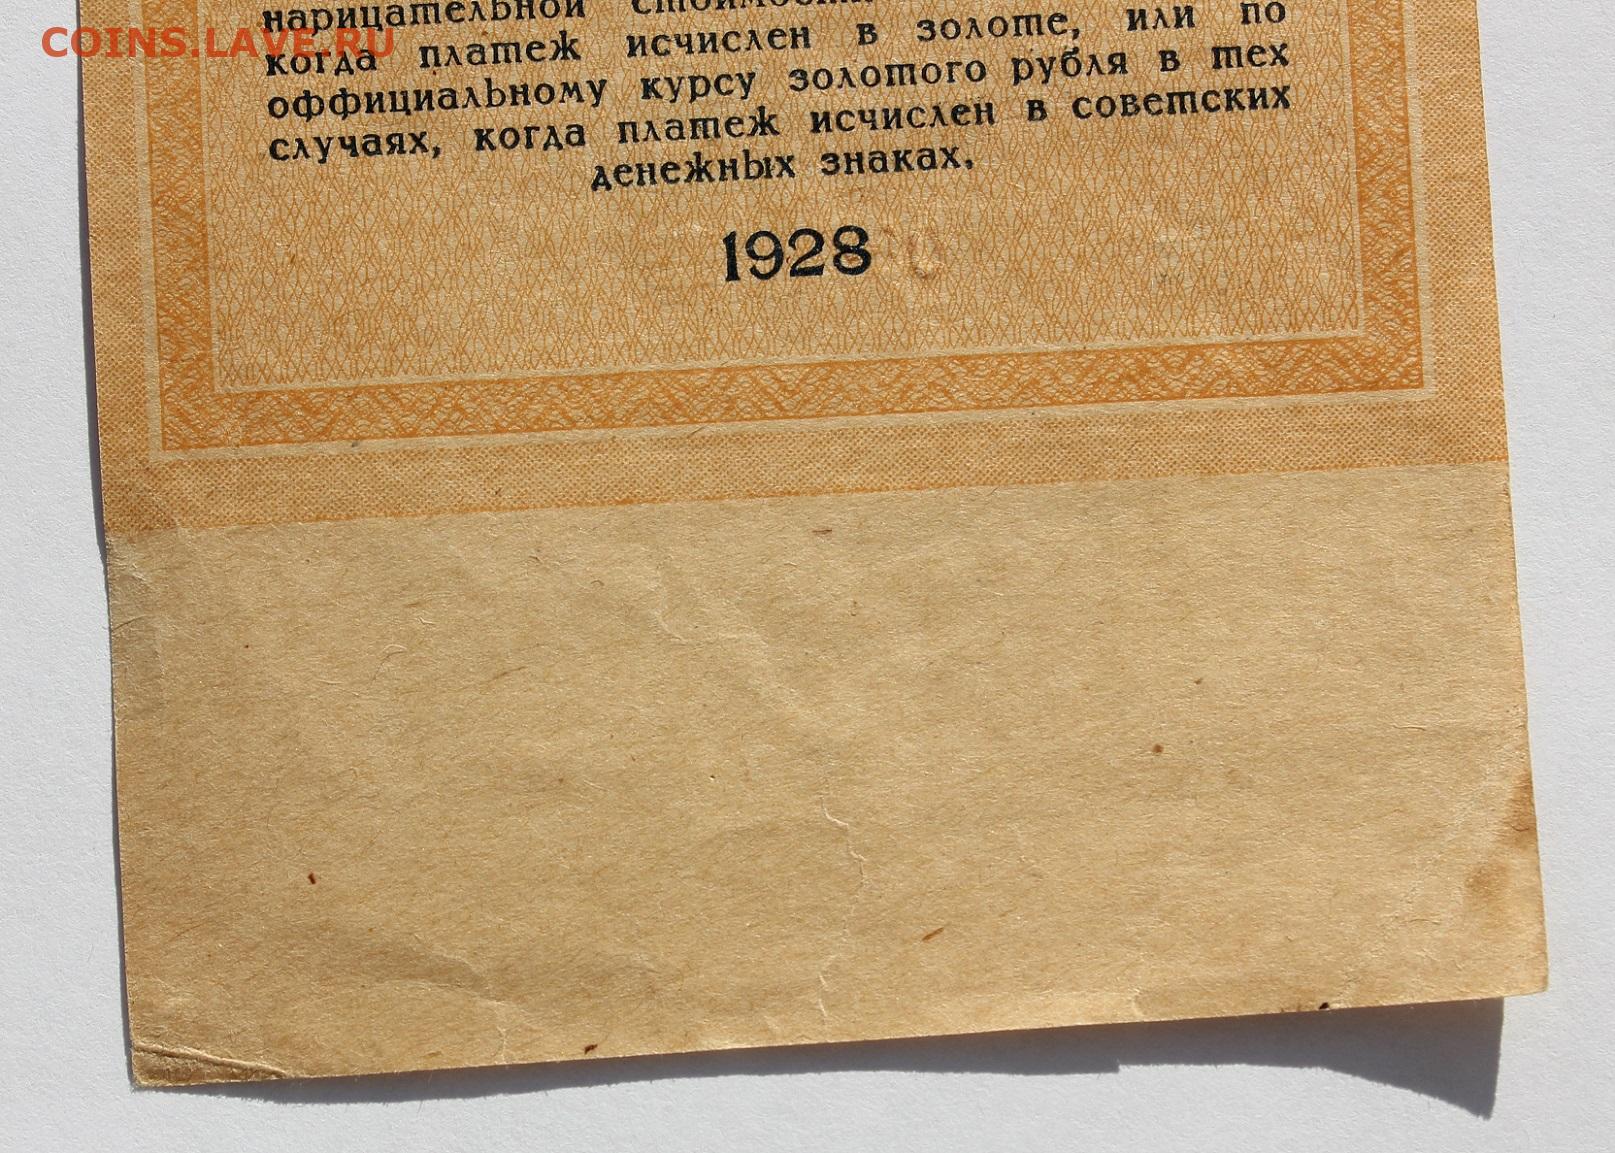 нарицательной стоимости
COINS.LAVE.RU
когда платеж исчислен в золоте, или по
оффициальному курсу золотого рубля в тех
случаях, когда платеж исчислен в советских
денежных знаках.
1928